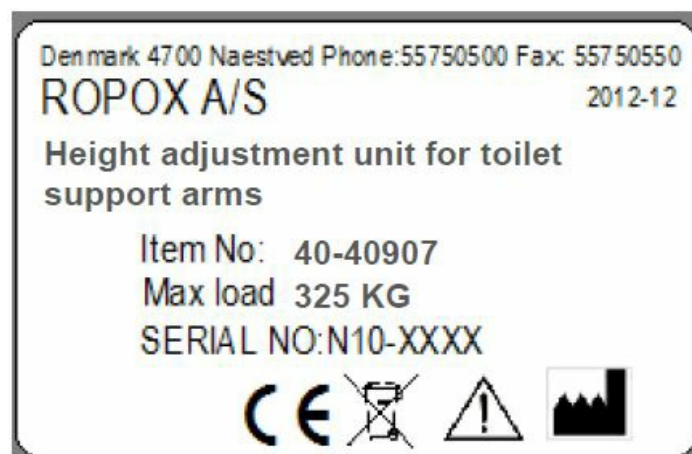 Denmark 4700 Naestved Phone:55750500 Fax: 55750550
ROPOX A/S 2012-12
Height adjustment unit for toilet
support arms
Item No: 40-40907
Max load 325 KG
SERIAL NO:N10-XXXX
CE